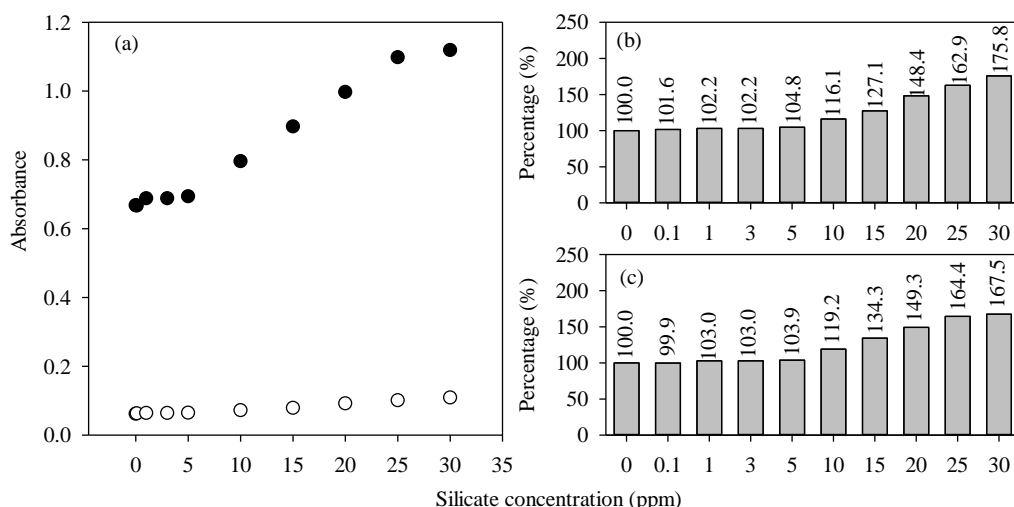 (a)
Absorbance
1.2
1.0
0.8
0.6
0.4
0.2
0.0
0 5 10 15 20 25 30 35
(b)
Percentage (%)
250
200
150
100
50
0
100.0 101.6 102.2 102.2 104.8 116.1 127.1 148.4 162.9 175.8
0 0.1 1 3 5 10 15 20 25 30
(c)
Percentage (%)
250
200
150
100
50
0
100.0 99.9 103.0 103.0 103.9 119.2 134.3 149.3 164.4 167.5
0 0.1 1 3 5 10 15 20 25 30
Silicate concentration (ppm)